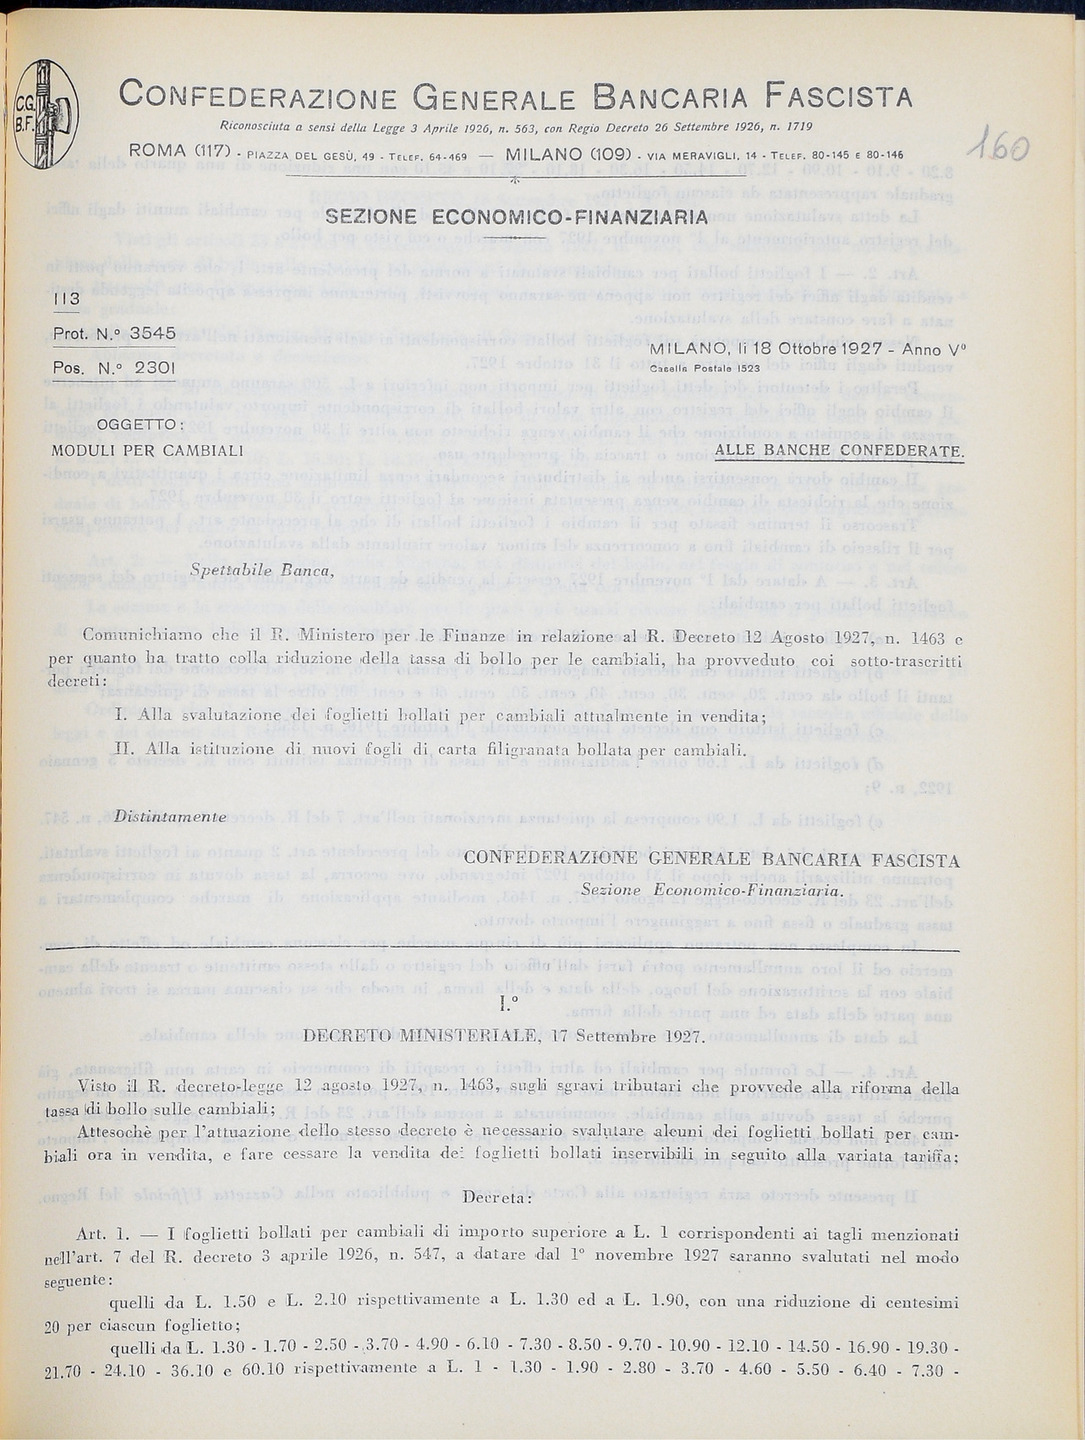 C.G.
B.F.
CONFEDERAZIONE GENERALE BANCARIA FASCISTA
Riconosciuta a sensi della Legge 3 Aprile 1926, n. 563, con Regio Decreto 26 Settembre 1926, n. 1719
ROMA (117) - PIAZZA DEL GESÙ, 49 - TELEF. 64-469 — MILANO (109) - VIA MERAVIGLI, 14 - TELEF. 80-145 E 80-146
160
SEZIONE ECONOMICO-FINANZIARIA
113
Prot. N.º 3545
Pos. N.º 2301
MILANO, li 18 Ottobre 1927 - Anno Vº
Casella Postale 1523
OGGETTO:
MODULI PER CAMBIALI
ALLE BANCHE CONFEDERATE.
Spettabile Banca,
Comunichiamo che il R. Ministero per le Finanze in relazione al R. Decreto 12 Agosto 1927, n. 1463 e
per quanto ha tratto colla riduzione della tassa di bollo per le cambiali, ha provveduto coi sotto-trascritti
decreti:
I. Alla svalutazione dei foglietti bollati per cambiali attualmente in vendita;
II. Alla istituzione di nuovi fogli di carta filigranata bollata per cambiali.
Distintamente
CONFEDERAZIONE GENERALE BANCARIA FASCISTA
Sezione Economico-Finanziaria.
I.º
DECRETO MINISTERIALE, 17 Settembre 1927.
Visto il R. decreto-legge 12 agosto 1927, n. 1463, sugli sgravi tributari che provvede alla riforma della
tassa di bollo sulle cambiali;
Attesochè per l'attuazione dello stesso decreto è necessario svalutare alcuni dei foglietti bollati per cam-
biali ora in vendita, e fare cessare la vendita dei foglietti bollati inservibili in seguito alla variata tariffa;
Decreta:
Art. 1. — I foglietti bollati per cambiali di importo superiore a L. 1 corrispondenti ai tagli menzionati
nell'art. 7 del R. decreto 3 aprile 1926, n. 547, a datare dal 1º novembre 1927 saranno svalutati nel modo
seguente:
quelli da L. 1.50 e L. 2.10 rispettivamente a L. 1.30 ed a L. 1.90, con una riduzione di centesimi
20 per ciascun foglietto;
quelli da L. 1.30 - 1.70 - 2.50 - 3.70 - 4.90 - 6.10 - 7.30 - 8.50 - 9.70 - 10.90 - 12.10 - 14.50 - 16.90 - 19.30 -
21.70 - 24.10 - 36.10 e 60.10 rispettivamente a L. 1 - 1.30 - 1.90 - 2.80 - 3.70 - 4.60 - 5.50 - 6.40 - 7.30 -